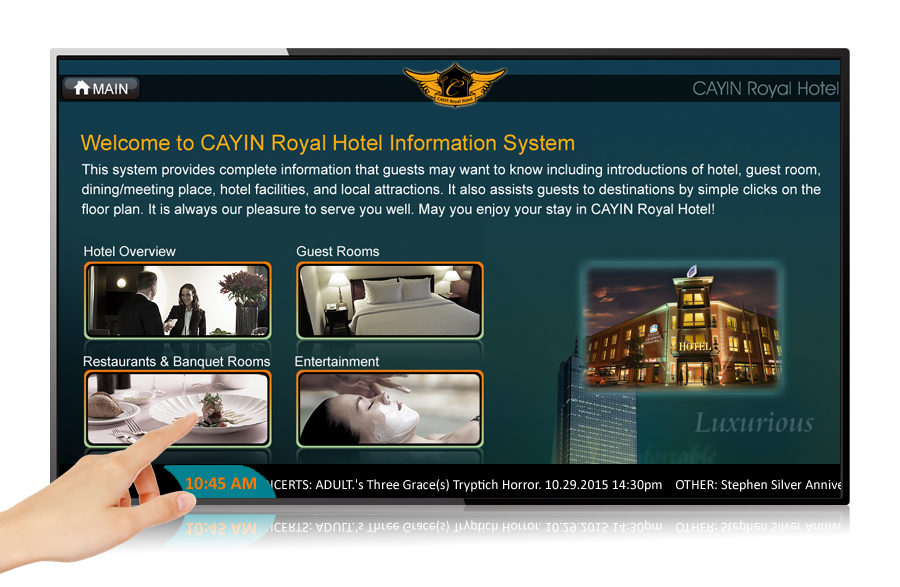 MAIN
CAYIN Royal Hotel
CAYIN Royal Hotel
Welcome to CAYIN Royal Hotel Information System
This system provides complete information that guests may want to know including introductions of hotel, guest room,
dining/meeting place, hotel facilities, and local attractions. It also assists guests to destinations by simple clicks on the
floor plan. It is always our pleasure to serve you well. May you enjoy your stay in CAYIN Royal Hotel!
Hotel Overview
Guest Rooms
HOTEL
Restaurants & Banquet Rooms
Entertainment
Luxurious
10:45 AM
CERTS: ADULT.'s Three Grace(s) Tryptich Horror. 10.29.2015 14:30pm OTHER: Stephen Silver Annive